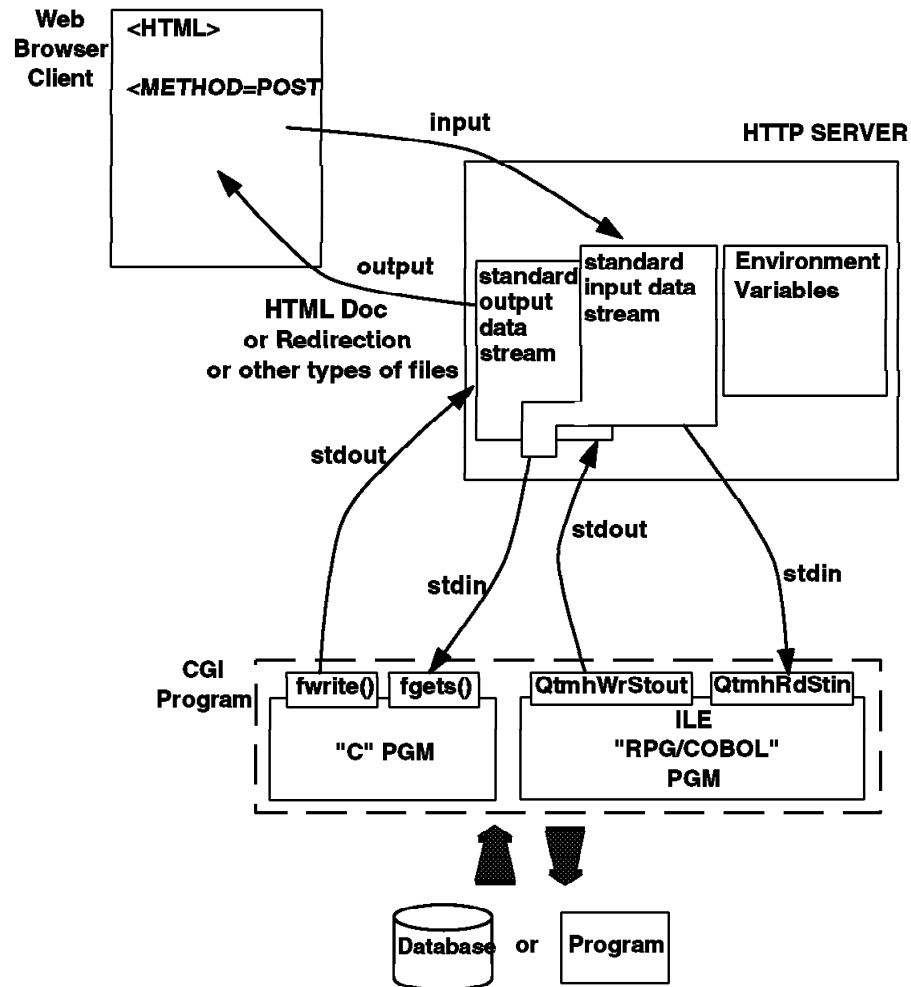 Web
Browser
Client
<HTML>
<METHOD=POST
input
HTTP SERVER
output
HTML Doc
or Redirection
or other types of files
standard
output
data
stream
standard
input data
stream
Environment
Variables
stdout
stdin
stdout
stdin
CGI
Program
fwrite()
fgets()
"C" PGM
QtmhWrStout
QtmhRdStin
ILE
"RPG/COBOL"
PGM
Database
or
Program